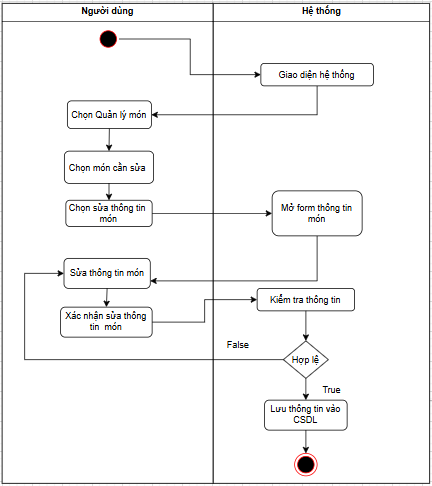 Người dùng
Hệ thống
Giao diện hệ thống
Chọn Quản lý món
Chọn món cần sửa
Chọn sửa thông tin
món
Mở form thông tin
món
Sửa thông tin món
Xác nhận sửa thông
tin món
Kiểm tra thông tin
False
Hợp lệ
True
Lưu thông tin vào
CSDL